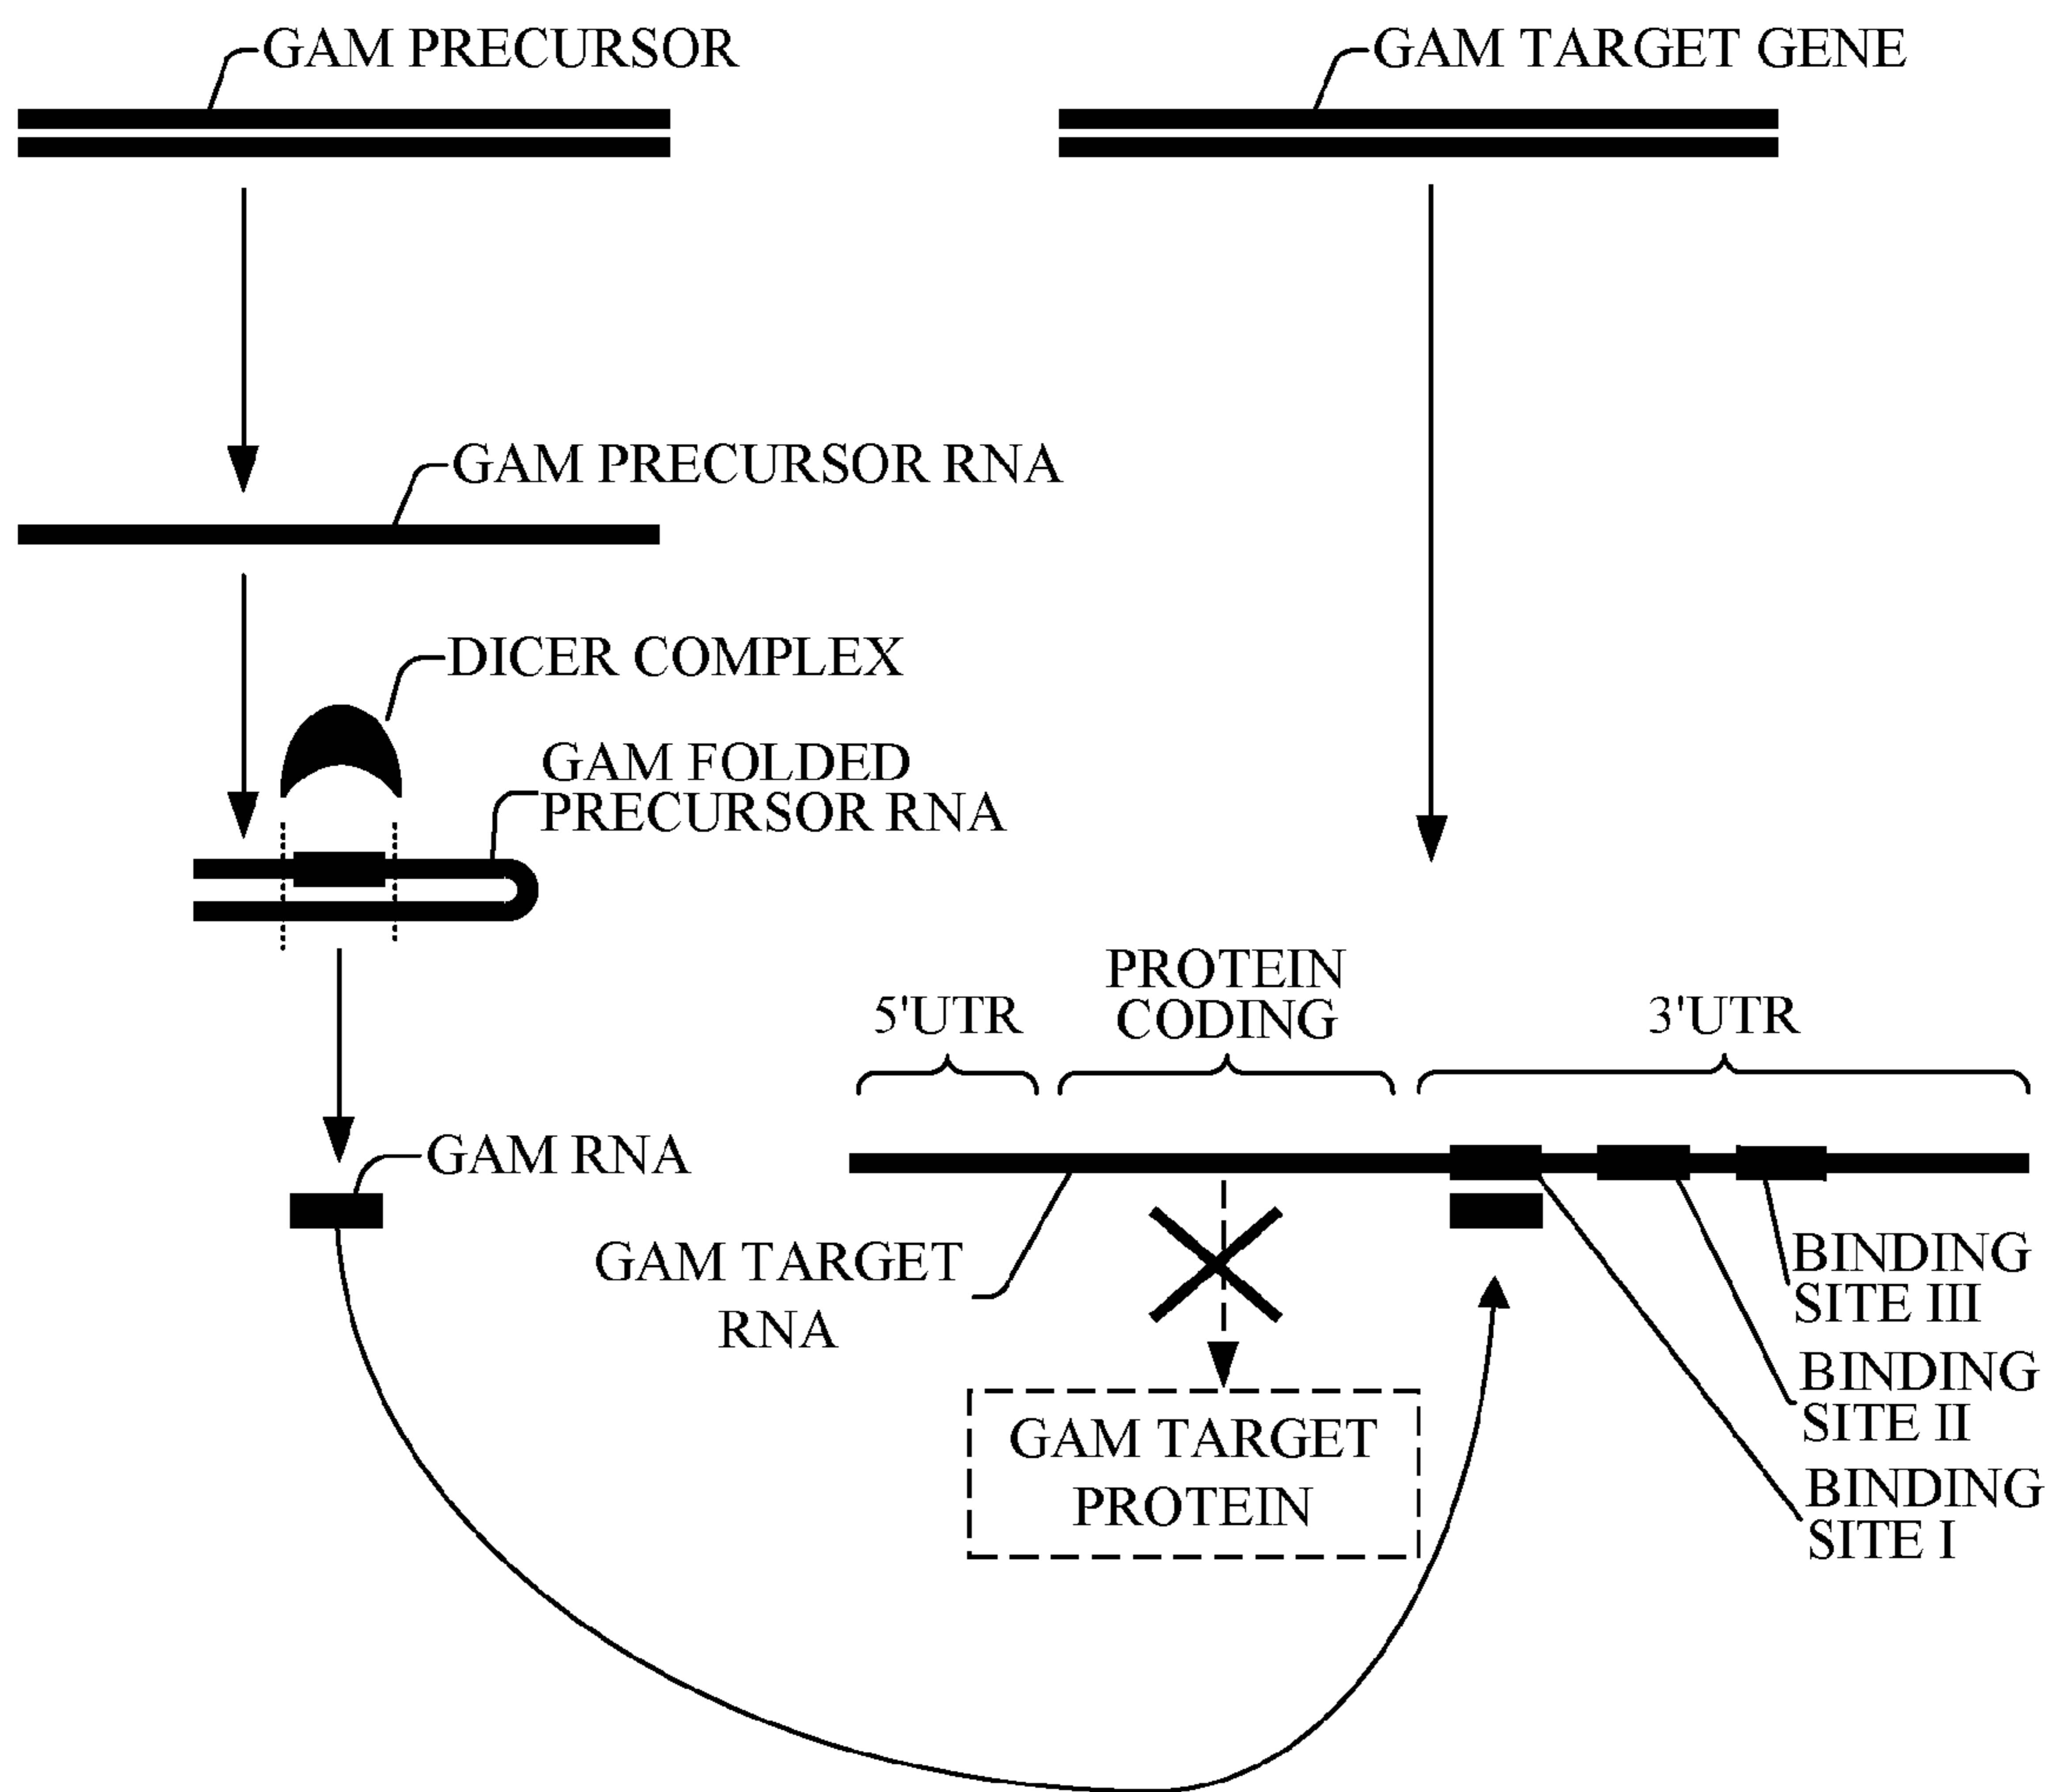 GAM PRECURSOR
GAM TARGET GENE
GAM PRECURSOR RNA
DICER COMPLEX
GAM FOLDED
PRECURSOR RNA
5'UTR
PROTEIN
CODING
3'UTR
GAM RNA
GAM TARGET
RNA
BINDING
SITE III
BINDING
SITE II
BINDING
SITE I
GAM TARGET
PROTEIN